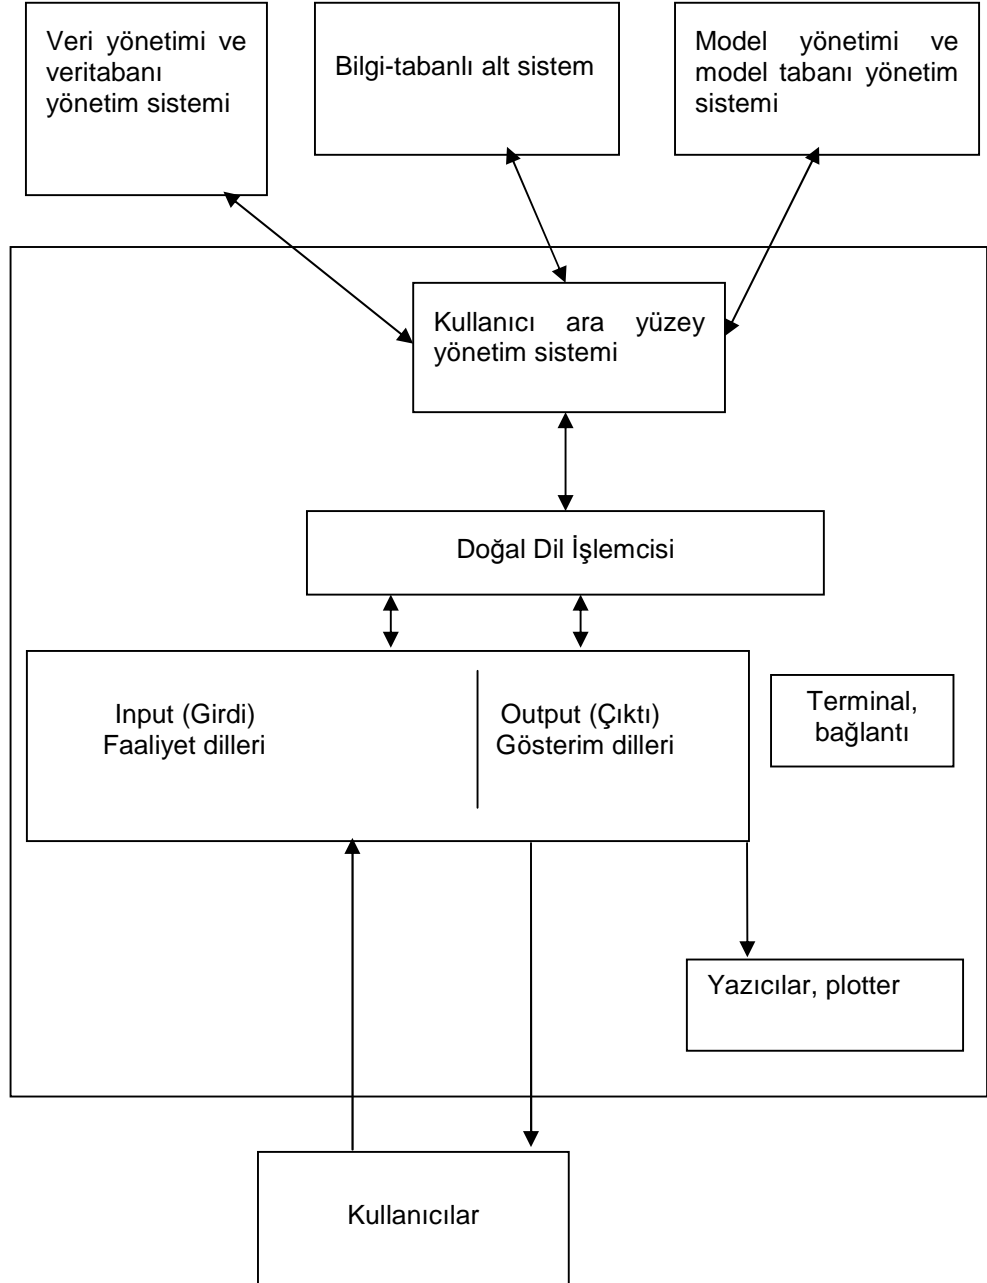 Veri yönetimi ve
veritabanı
yönetim sistemi
Bilgi-tabanlı alt sistem
Model yönetimi ve
model tabanı yönetim
sistemi
Kullanıcı ara yüzey
yönetim sistemi
Doğal Dil İşlemcisi
Input (Girdi)
Faaliyet dilleri
Output (Çıktı)
Gösterim dilleri
Terminal,
bağlantı
Yazıcılar, plotter
Kullanıcılar